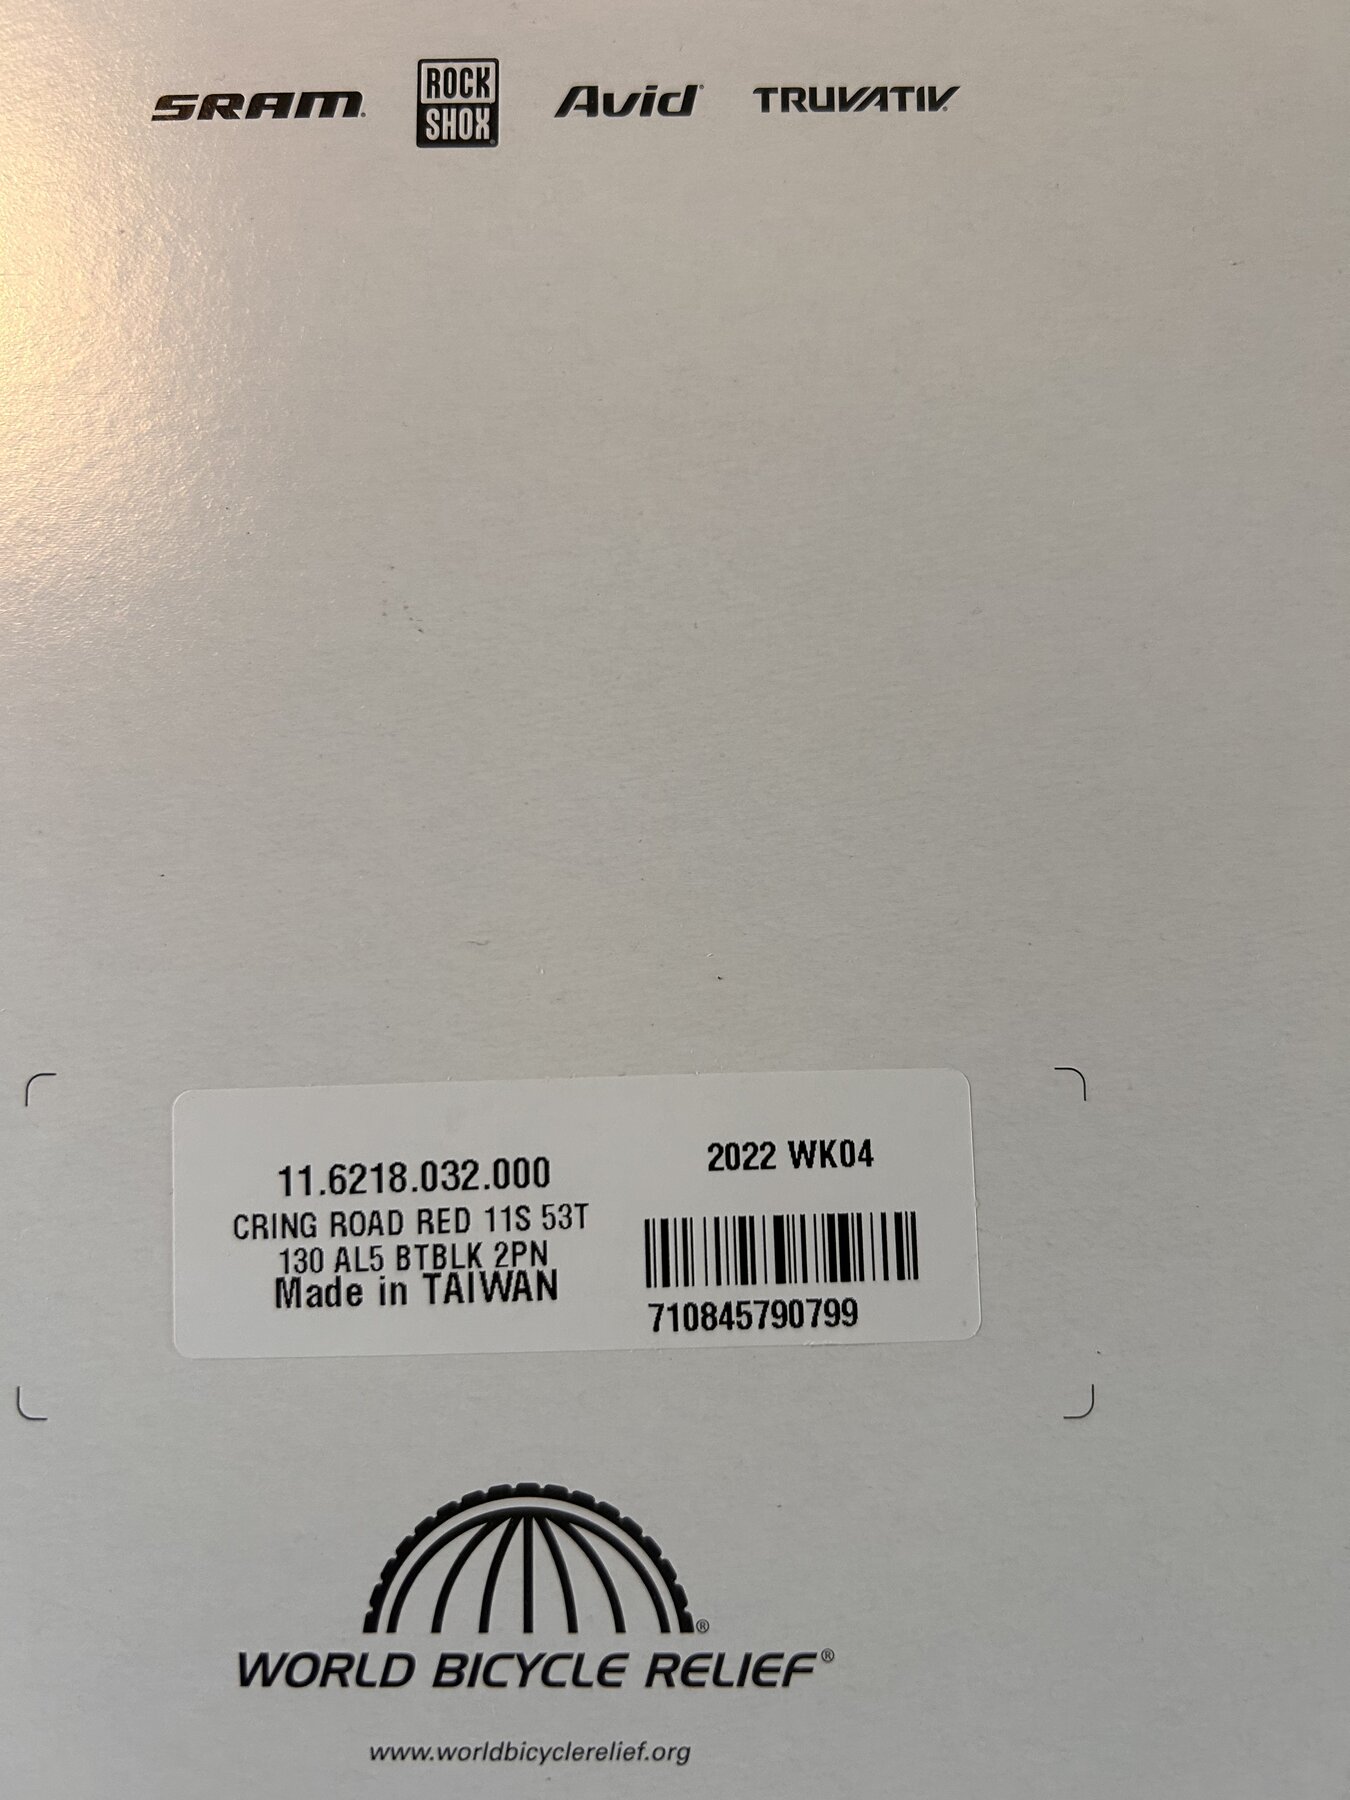 SRAM
ROCK
SHOX
Avid
TRUVATIV
11.6218.032.000
CRING ROAD RED 11S 53T
130 AL5 BTBLK 2PN
Made in TAIWAN
2022 WK04
710845790799
WORLD BICYCLE RELIEF®
www.worldbicyclerelief.org